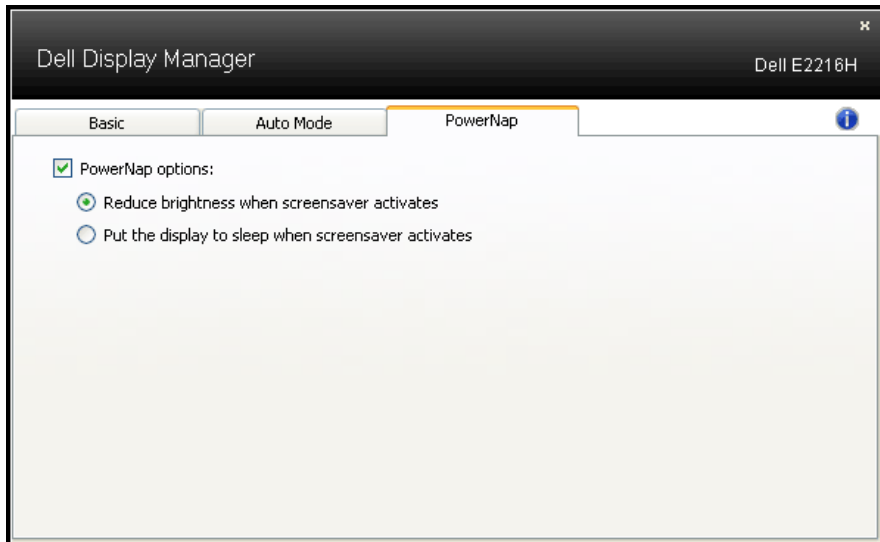 Dell Display Manager
Dell E2216H
Basic
Auto Mode
PowerNap
PowerNap options:
Reduce brightness when screensaver activates
Put the display to sleep when screensaver activates